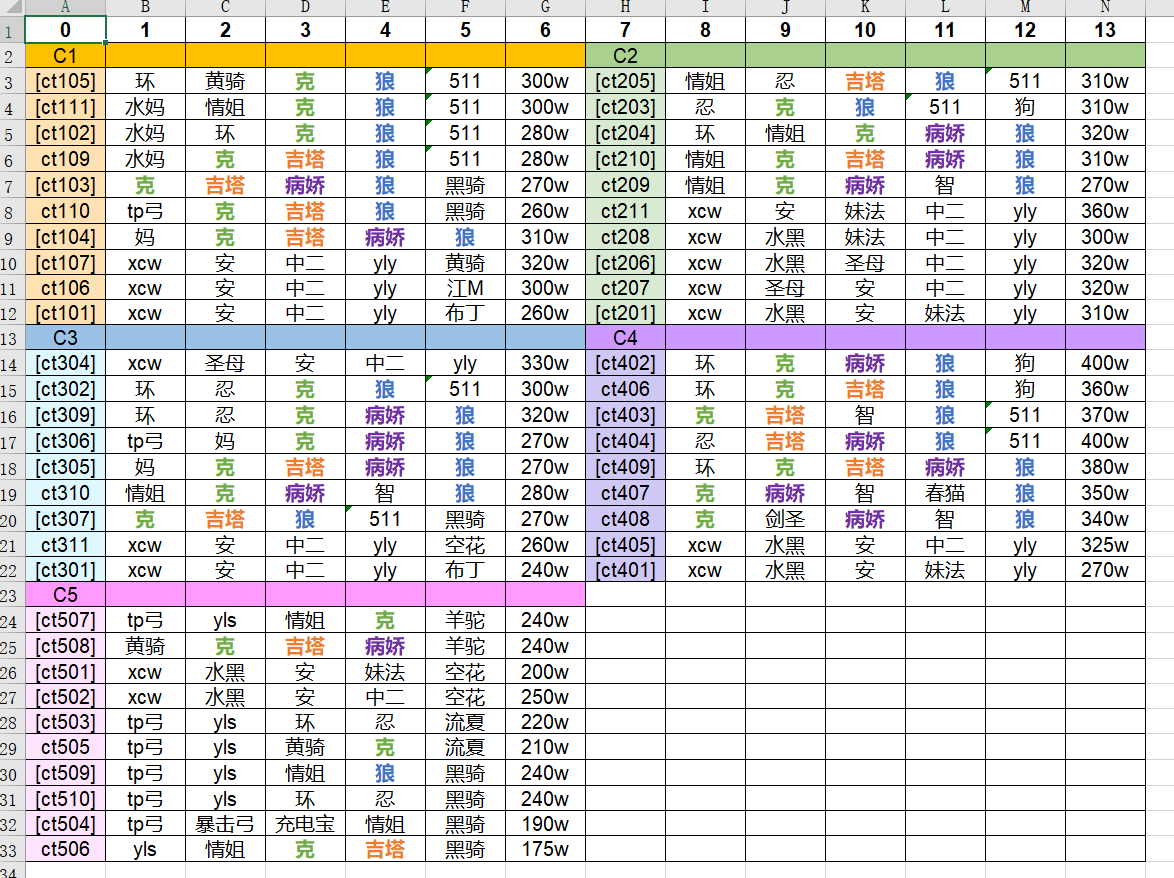 A B C D E F G H I J K L M N
1 0 1 2 3 4 5 6 7 8 9 10 11 12 13
2 C1 C2
3 [ct105] 环 黄骑 克 狼 511 300w [ct205] 情姐 忍 吉塔 狼 511 310w
4 [ct111] 水妈 情姐 克 狼 511 300w [ct203] 忍 克 狼 511 狗 310w
5 [ct102] 水妈 环 克 狼 511 280w [ct204] 环 情姐 克 病娇 狼 320w
6 ct109 水妈 克 吉塔 狼 511 280w [ct210] 情姐 克 吉塔 病娇 狼 310w
7 [ct103] 克 吉塔 病娇 狼 黑骑 270w ct209 情姐 克 病娇 智 狼 270w
8 ct110 tp弓 克 吉塔 狼 黑骑 260w ct211 xcw 安 妹法 中二 yly 360w
9 [ct104] 妈 克 吉塔 病娇 狼 310w ct208 xcw 水黑 妹法 中二 yly 300w
10 [ct107] xcw 安 中二 yly 黄骑 320w [ct206] xcw 水黑 圣母 中二 yly 320w
11 ct106 xcw 安 中二 yly 江M 300w ct207 xcw 圣母 安 中二 yly 320w
12 [ct101] xcw 安 中二 yly 布丁 260w [ct201] xcw 水黑 安 妹法 yly 310w
13 C3 C4
14 [ct304] xcw 圣母 安 中二 yly 330w [ct402] 环 克 病娇 狼 狗 400w
15 [ct302] 环 忍 克 狼 511 300w ct406 环 克 吉塔 狼 狗 360w
16 [ct309] 环 忍 克 病娇 狼 320w [ct403] 克 吉塔 智 狼 511 370w
17 [ct306] tp弓 妈 克 病娇 狼 270w [ct404] 忍 吉塔 病娇 狼 511 400w
18 [ct305] 妈 克 吉塔 病娇 狼 270w [ct409] 环 克 吉塔 病娇 狼 380w
19 ct310 情姐 克 病娇 智 狼 280w ct407 克 病娇 智 春猫 狼 350w
20 [ct307] 克 吉塔 狼 511 黑骑 270w ct408 克 剑圣 病娇 智 狼 340w
21 ct311 xcw 安 中二 yly 空花 260w [ct405] xcw 水黑 安 中二 yly 325w
22 [ct301] xcw 安 中二 yly 布丁 240w [ct401] xcw 水黑 安 妹法 yly 270w
23 C5
24 [ct507] tp弓 yls 情姐 克 羊驼 240w
25 [ct508] 黄骑 克 吉塔 病娇 羊驼 240w
26 [ct501] xcw 水黑 安 妹法 空花 200w
27 [ct502] xcw 水黑 安 中二 空花 250w
28 [ct503] tp弓 yls 环 忍 流夏 220w
29 ct505 tp弓 yls 黄骑 克 流夏 210w
30 [ct509] tp弓 yls 情姐 狼 黑骑 240w
31 [ct510] tp弓 yls 环 忍 黑骑 240w
32 [ct504] tp弓 暴击弓 充电宝 情姐 黑骑 190w
33 ct506 yls 情姐 克 吉塔 黑骑 175w
34